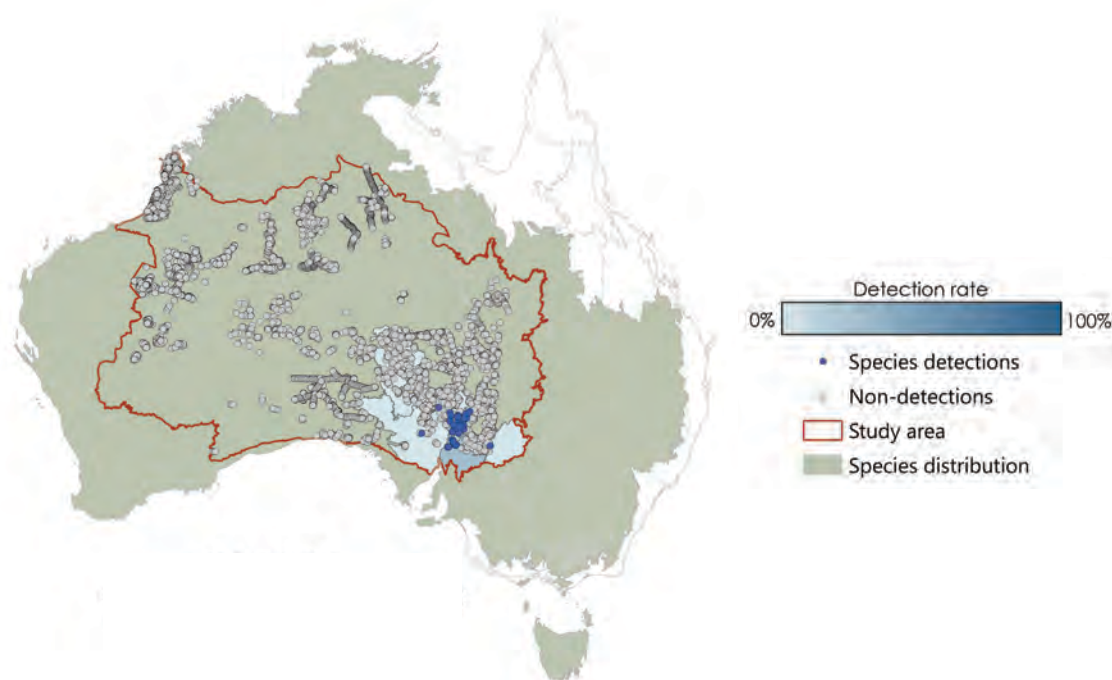 Detection rate
0% 100%
Species detections
Non-detections
Study area
Species distribution